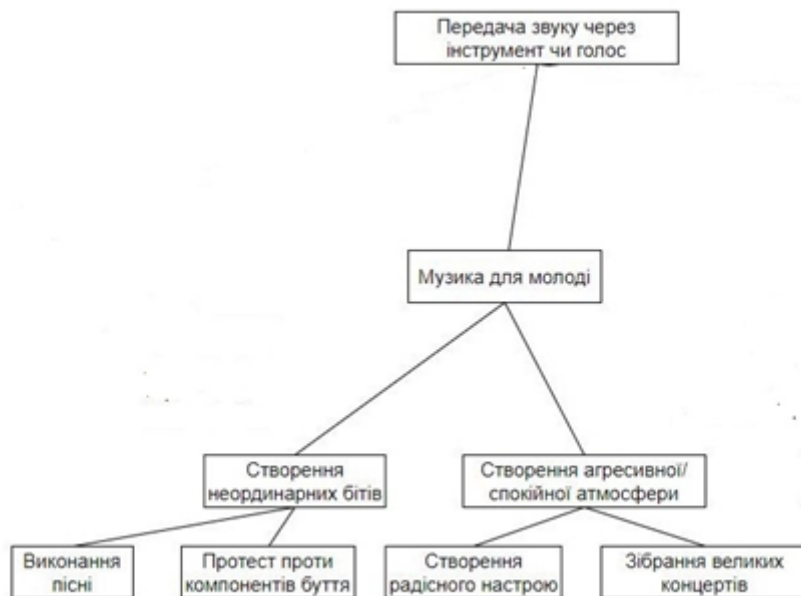 Передача звуку через
інструмент чи голос
Музика для молоді
Створення
неординарних бітів
Створення агресивної/
спокійної атмосфери
Виконання
пісні
Протест проти
компонентів буття
Створення
радісного настрою
Зібрання великих
концертів